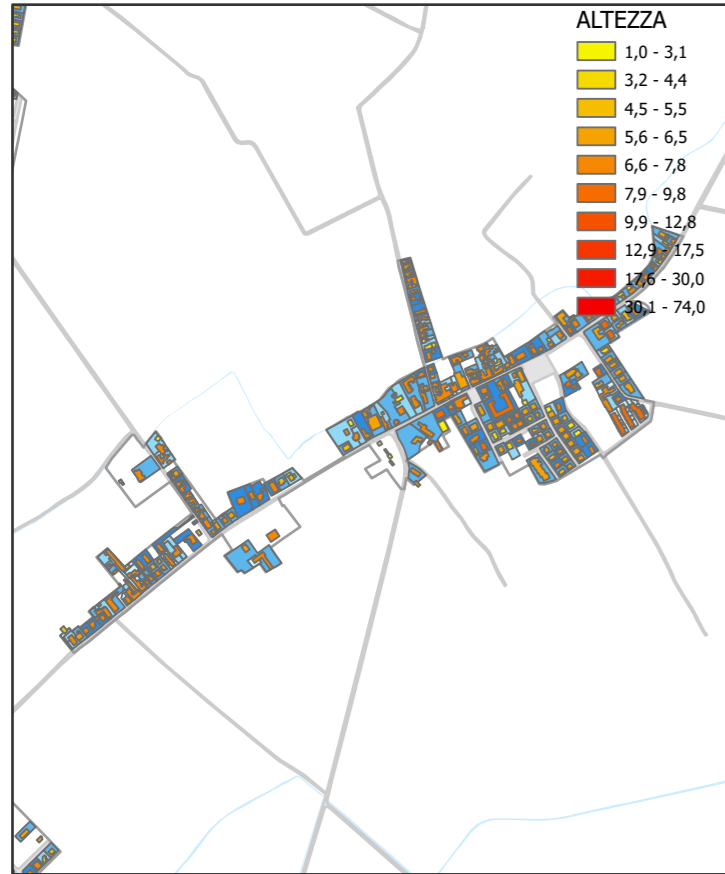 ALTEZZA
1,0 - 3,1
3,2 - 4,4
4,5 - 5,5
5,6 - 6,5
6,6 - 7,8
7,9 - 9,8
9,9 - 12,8
12,9 - 17,5
17,6 - 30,0
30,1 - 74,0